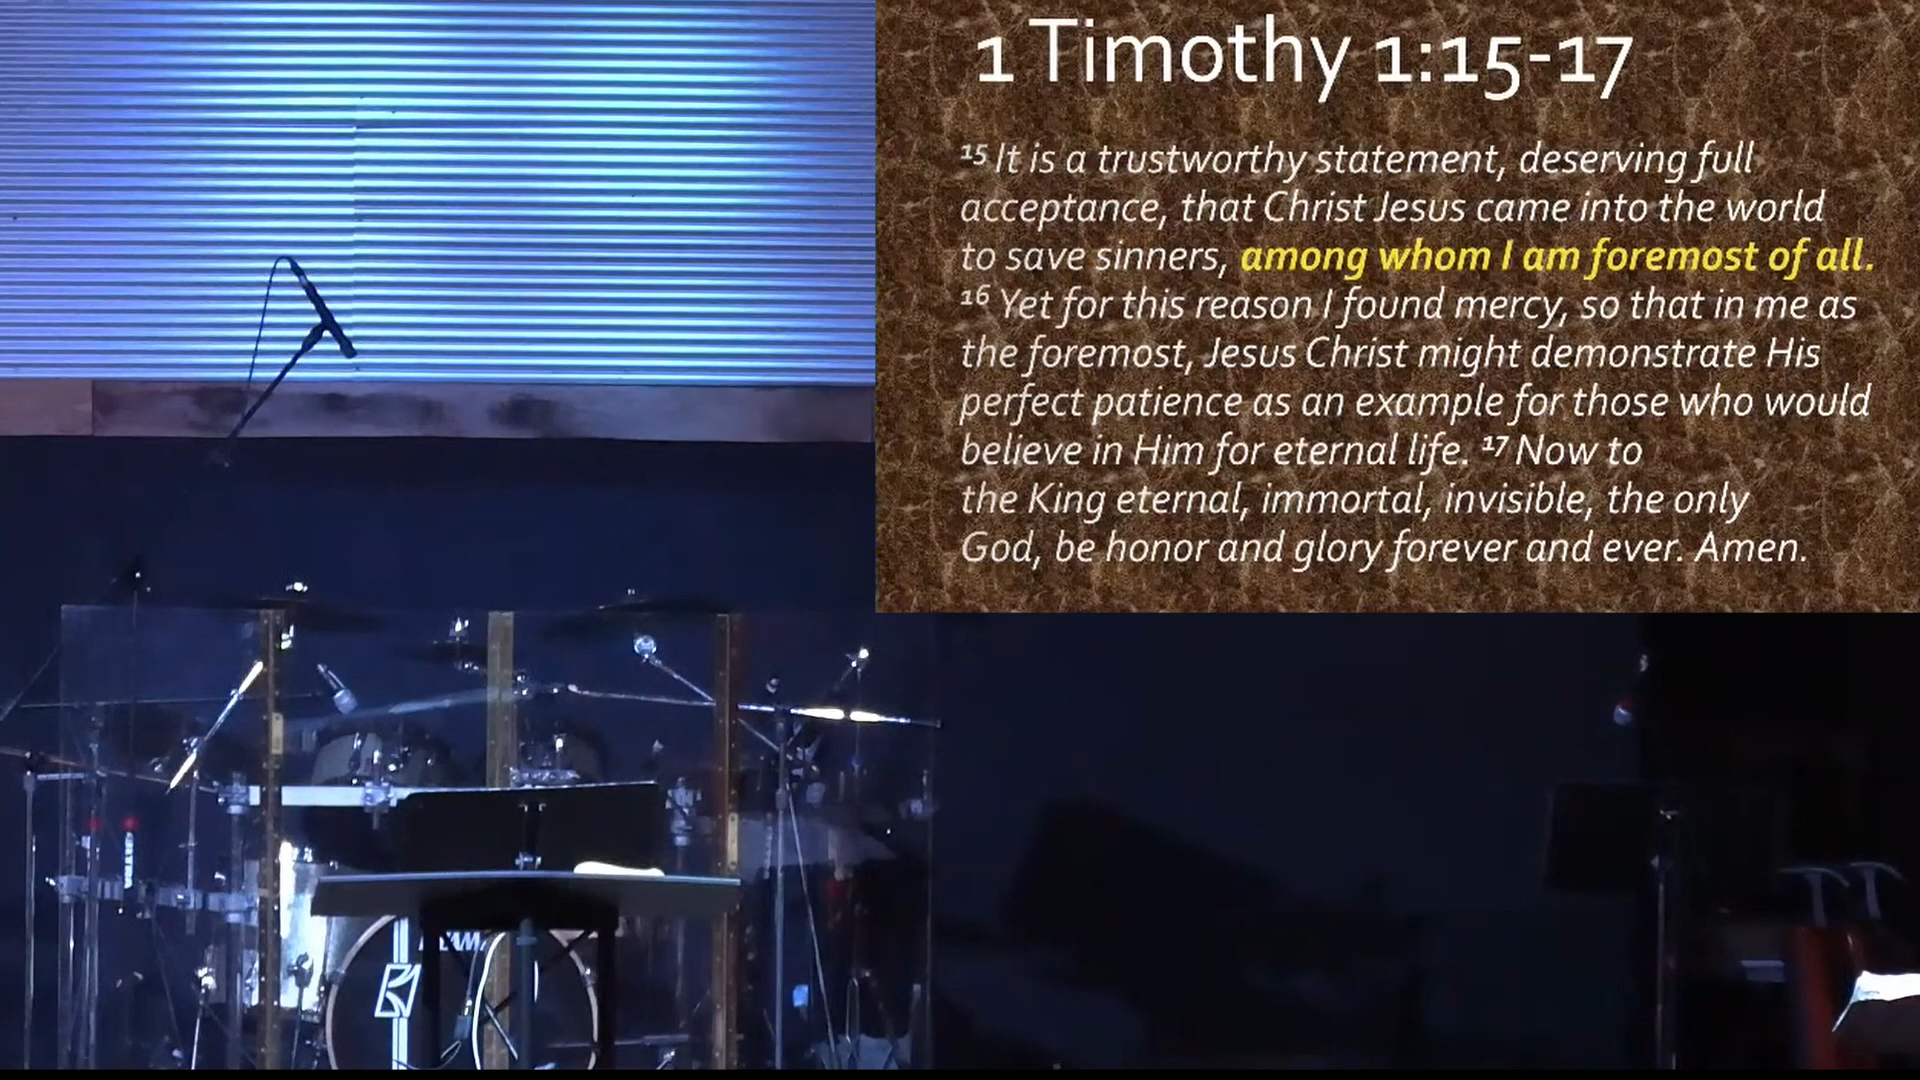 1 Timothy 1:15-17
15 It is a trustworthy statement, deserving full
acceptance, that Christ Jesus came into the world
to save sinners, among whom I am foremost of all.
16 Yet for this reason I found mercy, so that in me as
the foremost, Jesus Christ might demonstrate His
perfect patience as an example for those who would
believe in Him for eternal life. 17 Now to
the King eternal, immortal, invisible, the only
God, be honor and glory forever and ever. Amen.